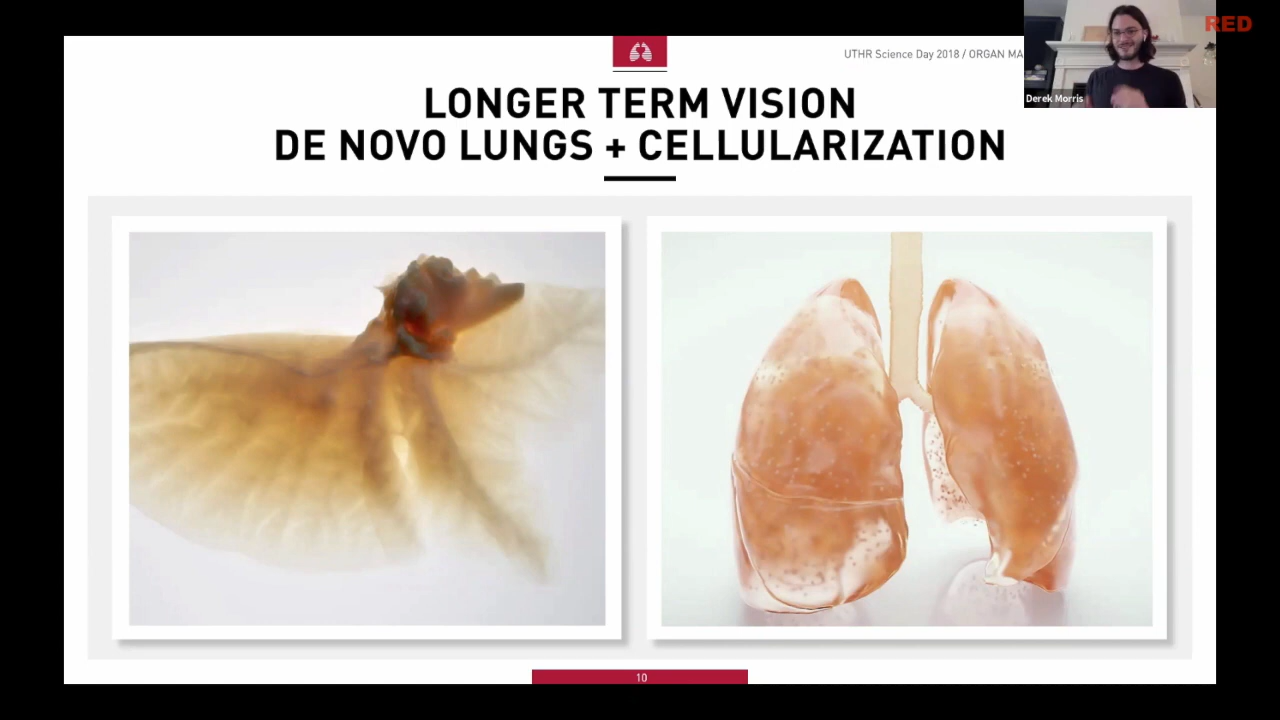 RED
UTHR Science Day 2018 / ORGAN MA
Derek Morris
LONGER TERM VISION
DE NOVO LUNGS + CELLULARIZATION
10